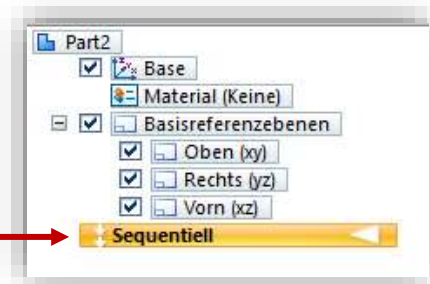 Part2
Base
Material (Keine)
Basisreferenzebenen
Oben (xy)
Rechts (yz)
Vorn (xz)
Sequentiell